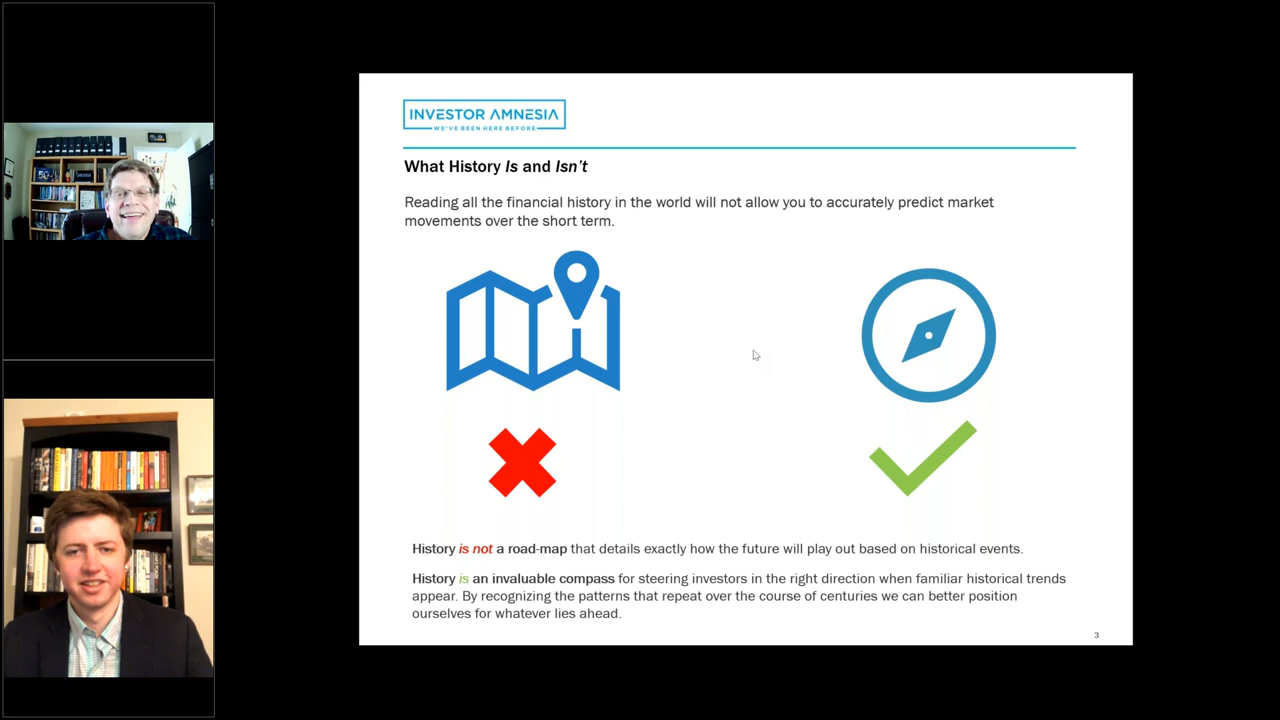 INVESTOR AMNESIA
WE'VE BEEN HERE BEFORE
What History Is and Isn't
Reading all the financial history in the world will not allow you to accurately predict market
movements over the short term.
History is not a road-map that details exactly how the future will play out based on historical events.
History is an invaluable compass for steering investors in the right direction when familiar historical trends
appear. By recognizing the patterns that repeat over the course of centuries we can better position
ourselves for whatever lies ahead.
3